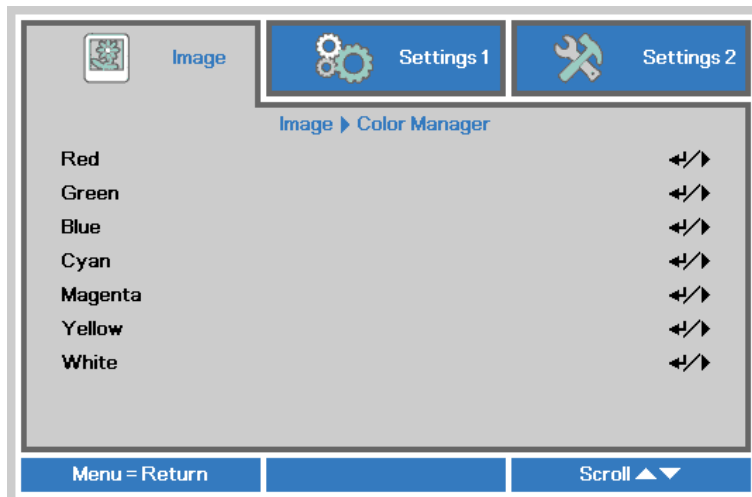 Image
Settings 1
Settings 2
Image ▶ Color Manager
Red ↵/▶
Green ↵/▶
Blue ↵/▶
Cyan ↵/▶
Magenta ↵/▶
Yellow ↵/▶
White ↵/▶
Menu = Return
Scroll ▲▼